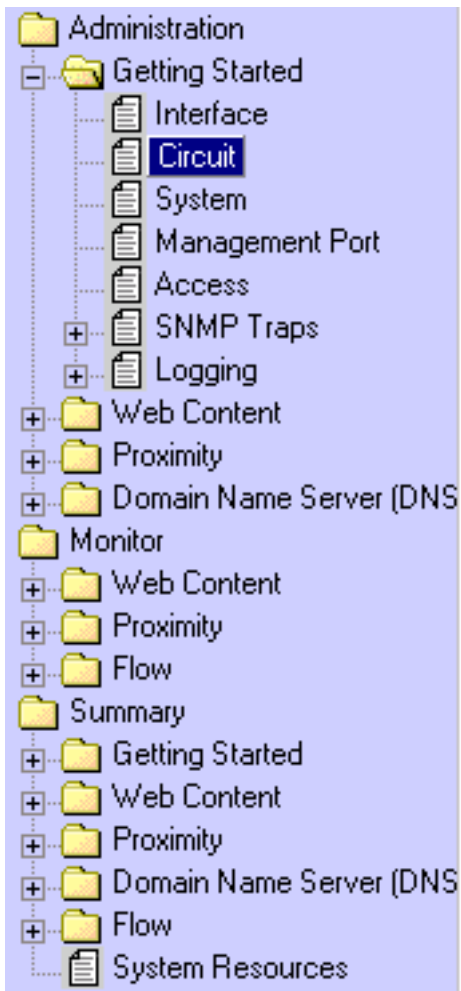 Administration
Getting Started
Interface
Circuit
System
Management Port
Access
SNMP Traps
Logging
Web Content
Proximity
Domain Name Server (DNS
Monitor
Web Content
Proximity
Flow
Summary
Getting Started
Web Content
Proximity
Domain Name Server (DNS
Flow
System Resources